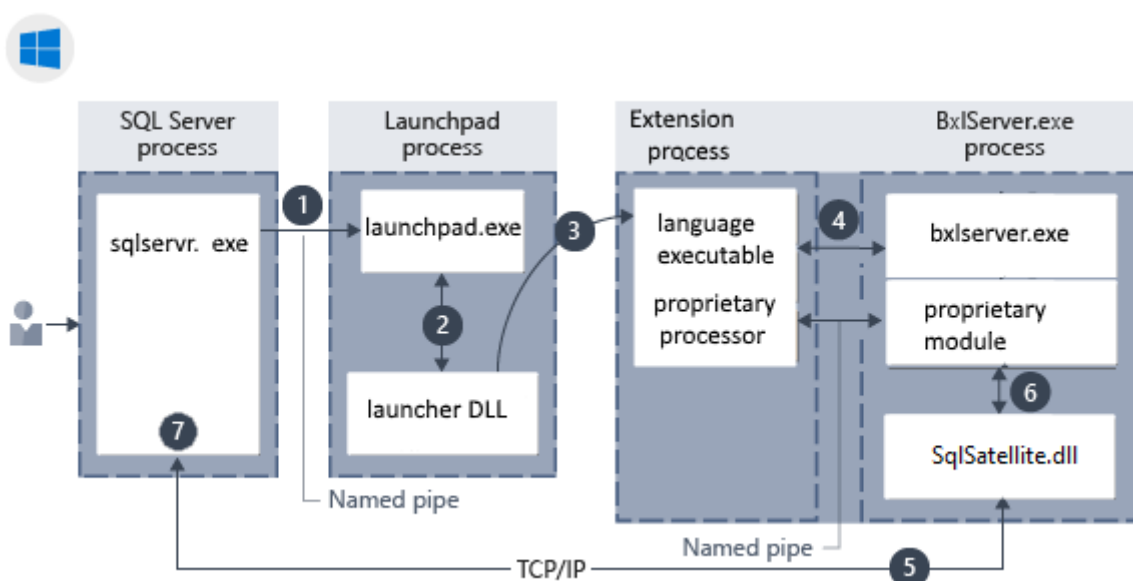 SQL Server
process
Launchpad
process
Extension
process
BxlServer.exe
process
1
sqlservr. exe
launchpad.exe
2
launcher DLL
3
language
executable
proprietary
processor
4
bxlserver.exe
proprietary
module
6
SqlSatellite.dll
7
Named pipe
Named pipe
TCP/IP
5